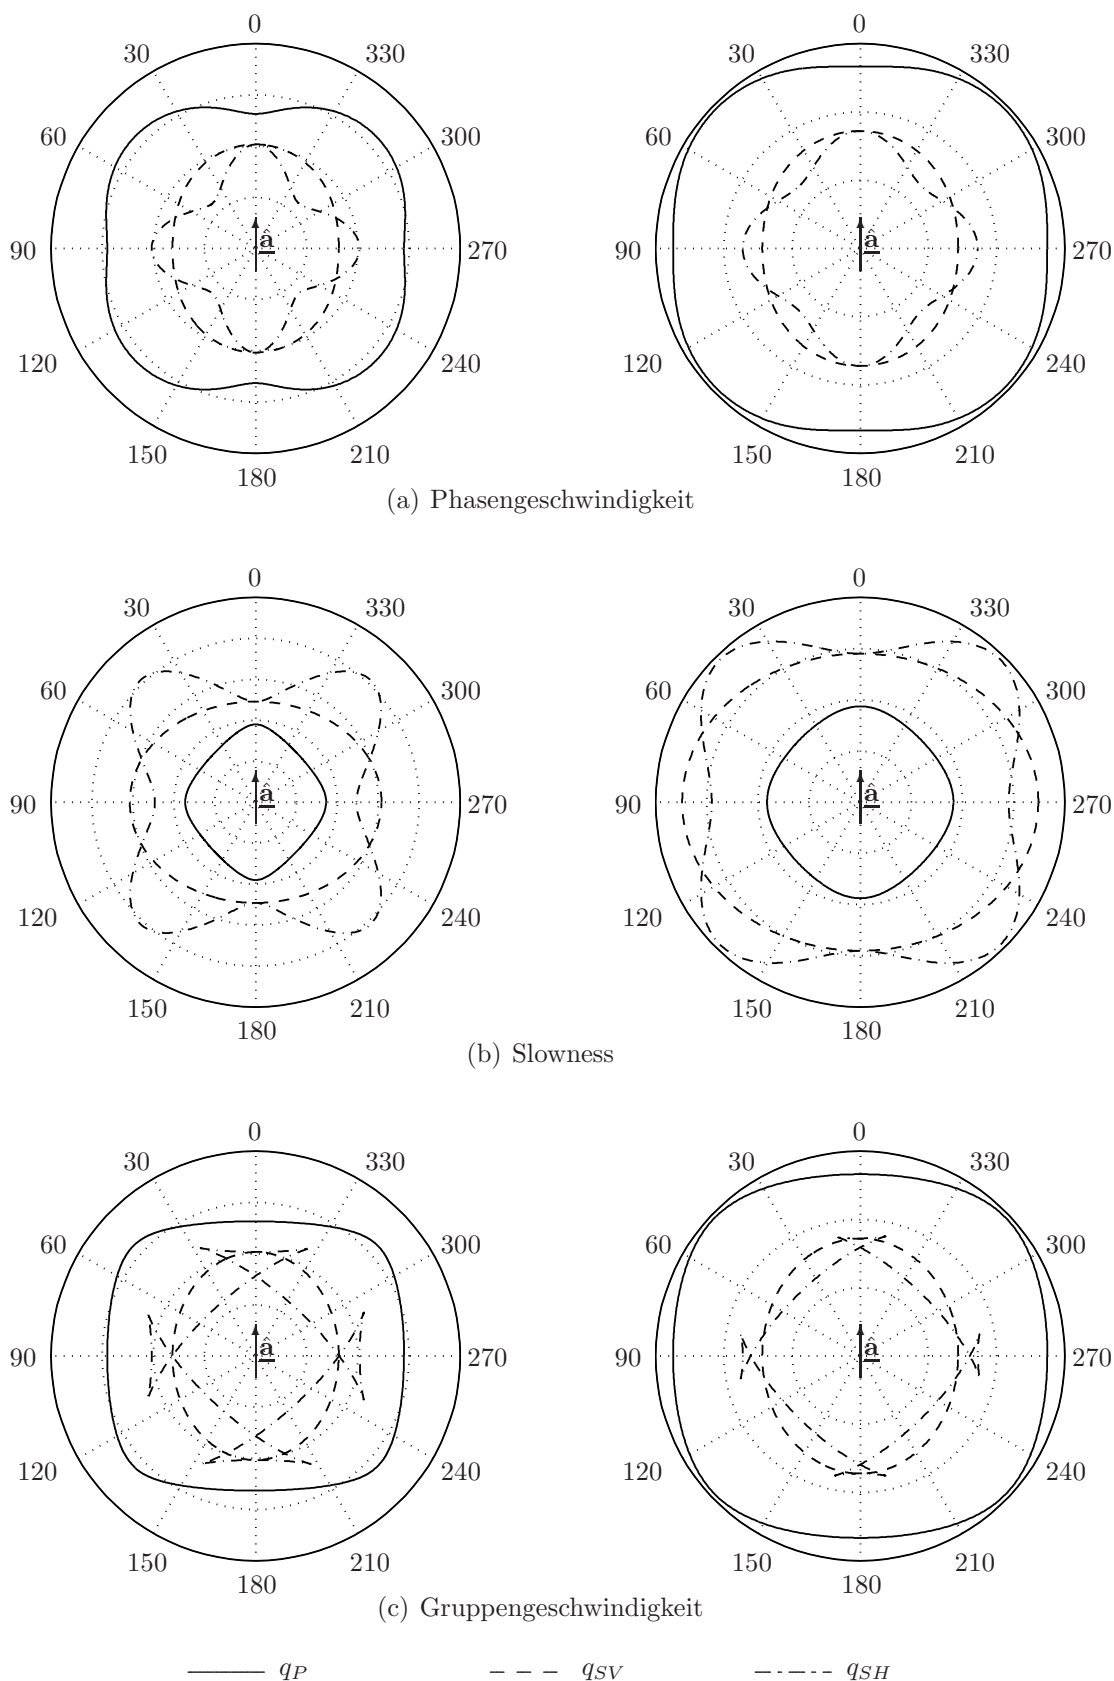 0 0
30 330 30 330
60 300 60 300
90 â 270 90 â 270
120 240 120 240
150 210 150 210
180 180
(a) Phasengeschwindigkeit
0 0
30 330 30 330
60 300 60 300
90 â 270 90 â 270
120 240 120 240
150 210 150 210
180 180
(b) Slowness
0 0
30 330 30 330
60 300 60 300
90 â 270 90 â 270
120 240 120 240
150 210 150 210
180 180
(c) Gruppengeschwindigkeit
qP qSV qSH